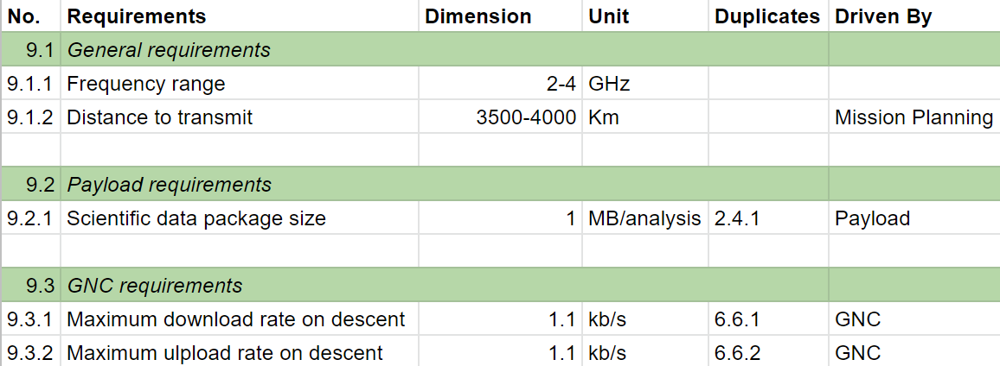 No. Requirements Dimension Unit Duplicates Driven By
9.1 General requirements
9.1.1 Frequency range 2-4 GHz
9.1.2 Distance to transmit 3500-4000 Km Mission Planning
9.2 Payload requirements
9.2.1 Scientific data package size 1 MB/analysis 2.4.1 Payload
9.3 GNC requirements
9.3.1 Maximum download rate on descent 1.1 kb/s 6.6.1 GNC
9.3.2 Maximum ulpload rate on descent 1.1 kb/s 6.6.2 GNC